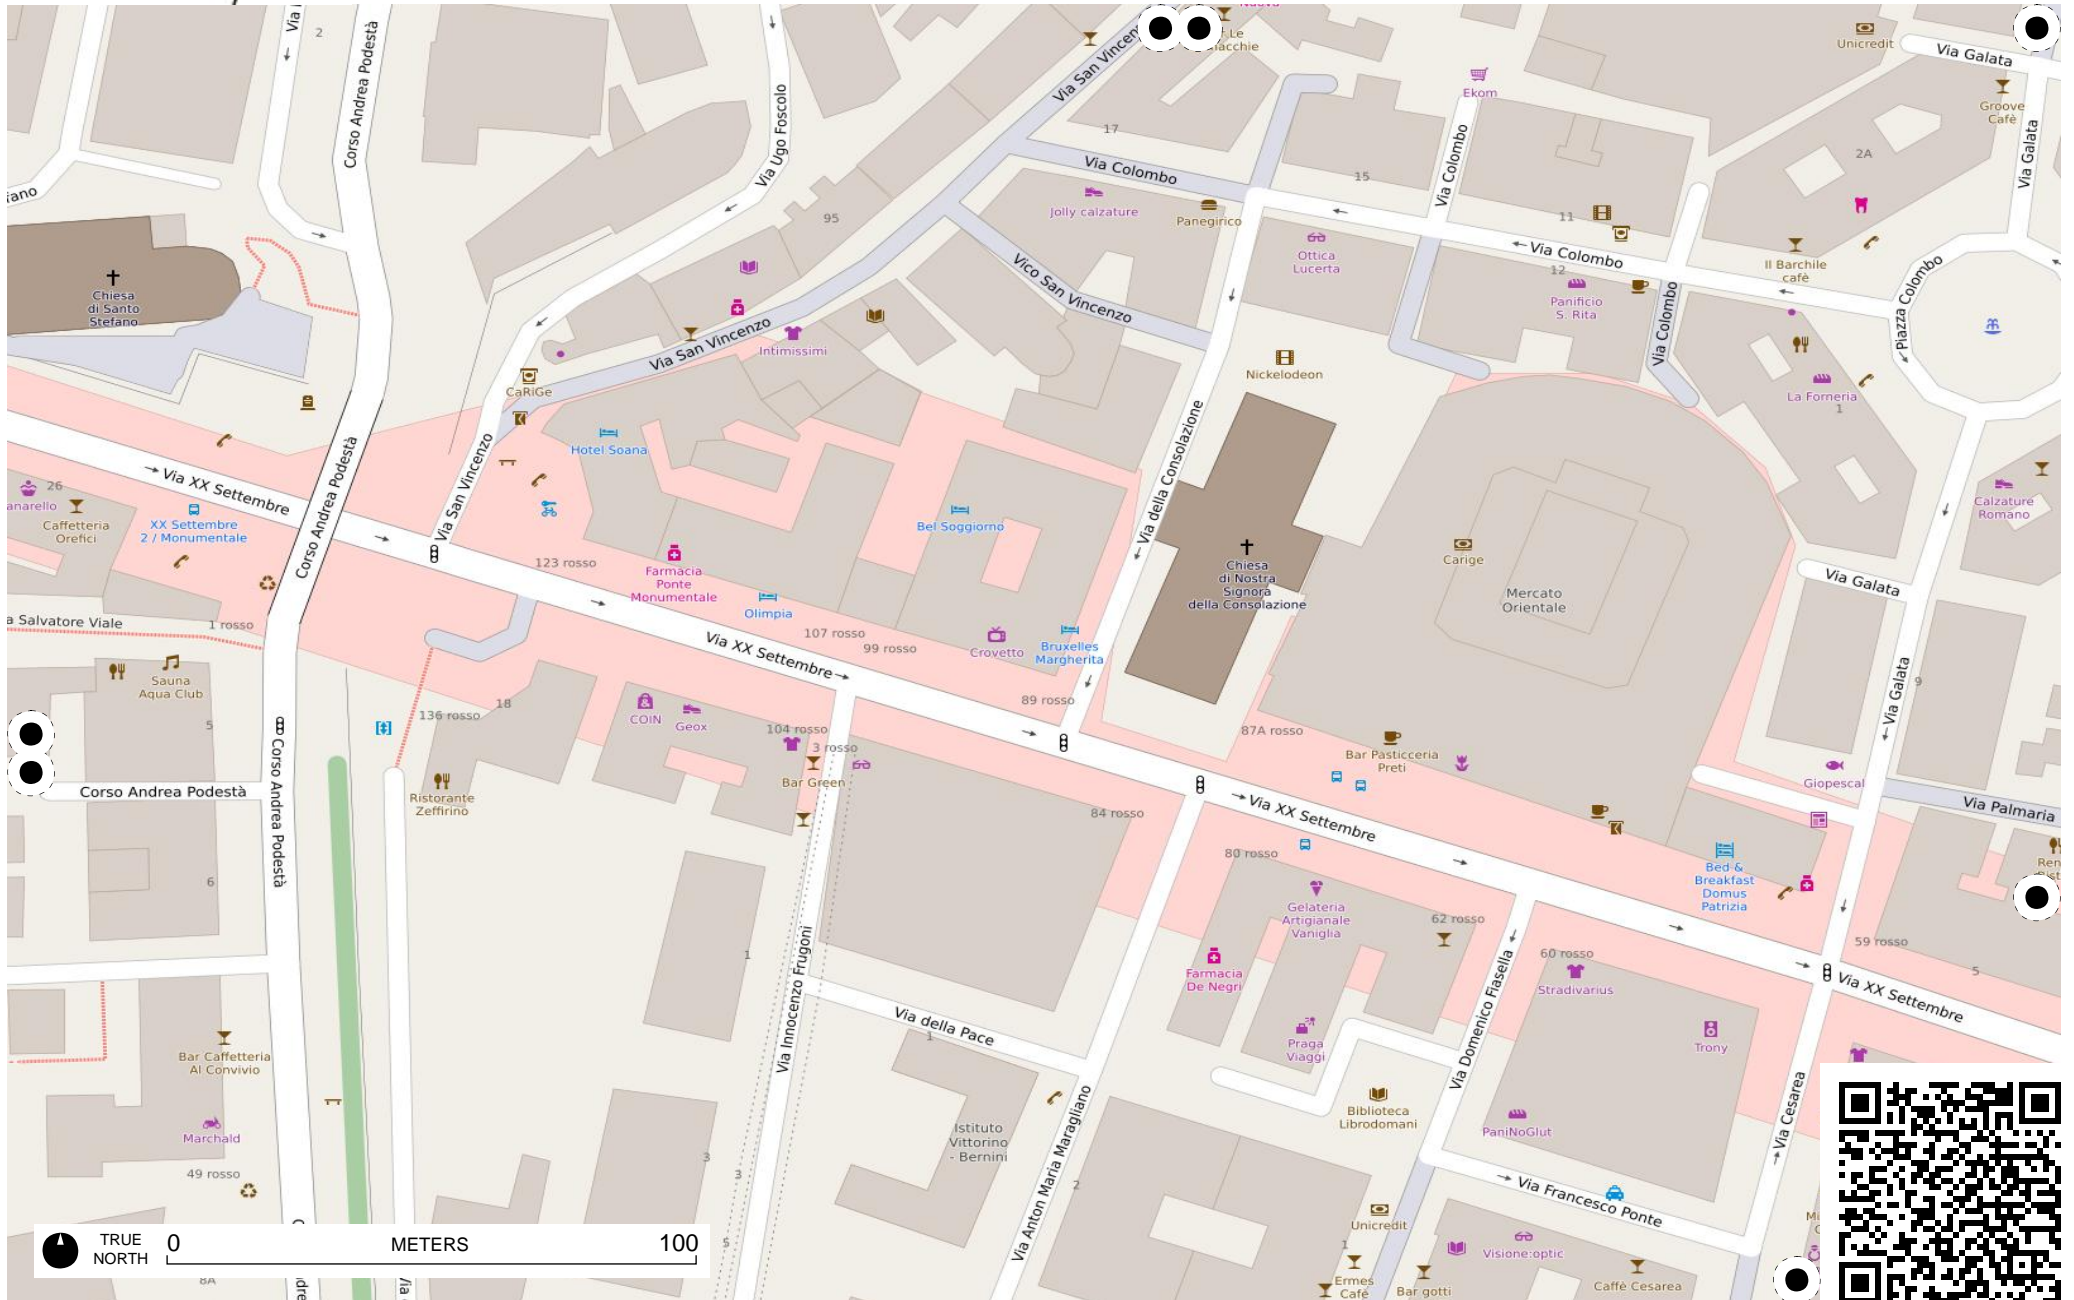 2
Corso Andrea Podestà
Via Ugo Foscolo
Via San Vincen
Le
Unicredit
Via Galata
Groove
Cafè
Via Galata
Ekom
17
Via Colombo
Via Colombo
15
2A
Jolly calzature
Panegirico
11
95
Via Colombo
Ottica
Lucerta
12
Il Barchile
cafè
Panificio
S. Rita
Via Colombo
Piazza Colombo
Chiesa
di Santo
Stefano
Vico San Vincenzo
Via San Vincenzo
Intimissimi
Nickelodeon
CaRiGe
La Forneria
1
Hotel Soana
Via San Vincenzo
Via della Consolazione
Corso Andrea Podestà
Via XX Settembre
26
anarello
Caffetteria
Orefici
XX Settembre
2 / Monumentale
Bel Soggiorno
Calzature
Romano
Carige
Mercato
Orientale
Chiesa
di Nostra
Signora
della Consolazione
123 rosso
Farmacia
Ponte
Monumentale
Olimpia
Via Galata
a Salvatore Viale
1 rosso
107 rosso
99 rosso
Via XX Settembre
Crovetto
Bruxelles
Margherita
Sauna
Aqua Club
5
136 rosso
18
COIN
Geox
104 rosso
3 rosso
89 rosso
87A rosso
Via Galata
9
Bar Pasticceria
Preti
Giopescal
Bar Green
Corso Andrea Podestà
Corso Andrea Podestà
Ristorante
Zeffirino
84 rosso
Via XX Settembre
Via Palmaria
80 rosso
6
Bed &
Breakfast
Domus
Patrizia
Gelateria
Artigianale
Vaniglia
62 rosso
60 rosso
59 rosso
5
1
Via Innocenzo Frugoni
Farmacia
De Negri
Via Domenico Fiasella
Stradivarius
Via XX Settembre
Via della Pace
1
Praga
Viaggi
Trony
Bar Caffetteria
Al Convivio
Marchald
49 rosso
Biblioteca
Librodomani
PaniNoGlut
Via Cesarea
Istituto
Vittorino
- Bernini
Via Anton Maria Maragliano
3
3
2
Via Francesco Ponte
Unicredit
1
Visione:optic
Ermes
Café
Bar gotti
Caffè Cesarea
TRUE
NORTH
0 METERS 100
5
8A